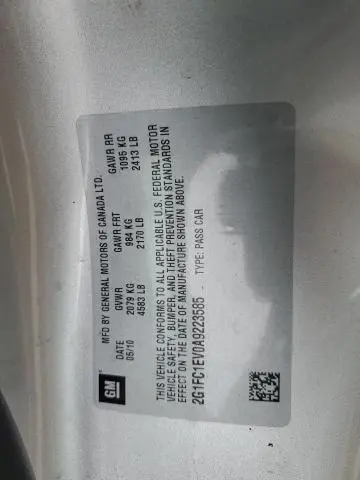 GM
MFD BY GENERAL MOTORS OF CANADA LTD.
DATE GVWR GAWR FRT GAWR RR
05/10 2079 KG 984 KG 1095 KG
4583 LB 2170 LB 2413 LB
THIS VEHICLE CONFORMS TO ALL APPLICABLE U.S. FEDERAL MOTOR
VEHICLE SAFETY, BUMPER, AND THEFT PREVENTION STANDARDS IN
EFFECT ON THE DATE OF MANUFACTURE SHOWN ABOVE.
2G1FC1EV0A9223585 TYPE: PASS CAR